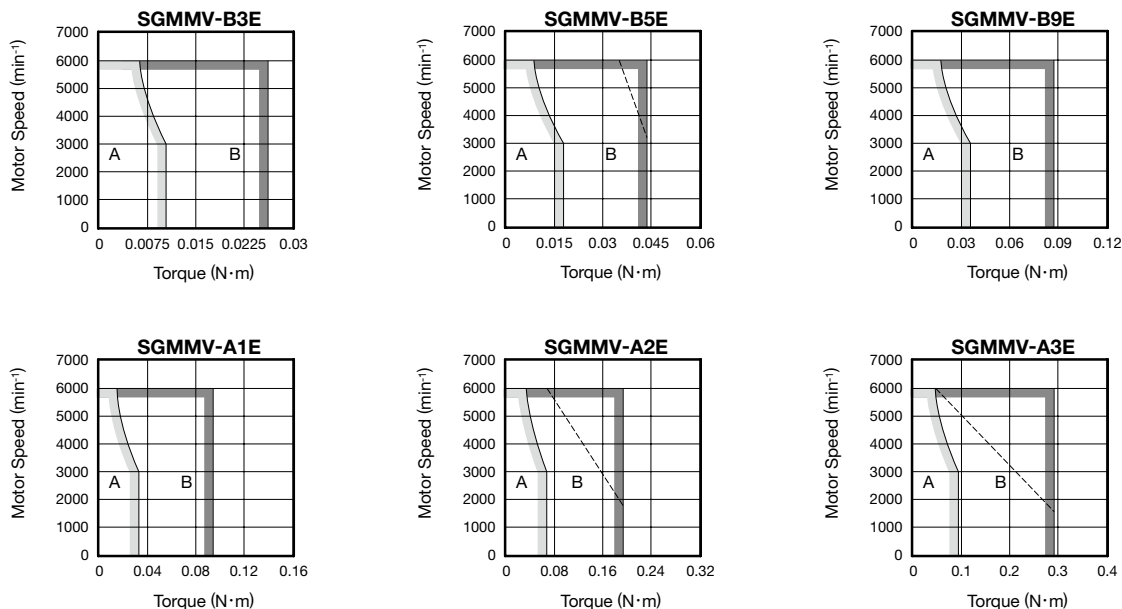 SGMMV-B3E
Motor Speed (min-1)
7000
6000
5000
4000
3000
2000
1000
0
A
B
0 0.0075 0.015 0.0225 0.03
Torque (N·m)
SGMMV-B5E
Motor Speed (min-1)
7000
6000
5000
4000
3000
2000
1000
0
A
B
0 0.015 0.03 0.045 0.06
Torque (N·m)
SGMMV-B9E
Motor Speed (min-1)
7000
6000
5000
4000
3000
2000
1000
0
A
B
0 0.03 0.06 0.09 0.12
Torque (N·m)
SGMMV-A1E
Motor Speed (min-1)
7000
6000
5000
4000
3000
2000
1000
0
A
B
0 0.04 0.08 0.12 0.16
Torque (N·m)
SGMMV-A2E
Motor Speed (min-1)
7000
6000
5000
4000
3000
2000
1000
0
A
B
0 0.08 0.16 0.24 0.32
Torque (N·m)
SGMMV-A3E
Motor Speed (min-1)
7000
6000
5000
4000
3000
2000
1000
0
A
B
0 0.1 0.2 0.3 0.4
Torque (N·m)